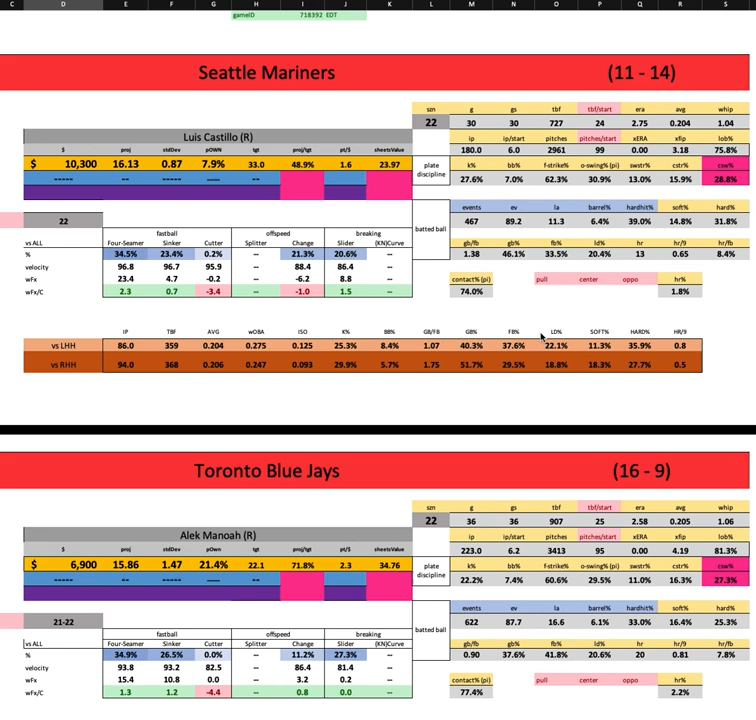 C D E F G H I J K L M N O P Q R S
gameID 718392 EDT
Seattle Mariners (11 - 14)
szn g gs tbf tbf/start era avg whip
22 30 30 727 24 2.75 0.204 1.04
Luis Castillo (R)
ip ip/start pitches pitches/start xERA xfip lob%
180.0 6.0 2961 99 0.00 3.18 75.8%
$ proj stdDev pOWN tgt proj/tgt pt/$ sheetsValue
$ 10,300 16.13 0.87 7.9% 33.0 48.9% 1.6 23.97
plate discipline
k% bb% f-strike% o-swing% (pi) swstr% cstr% csw%
27.6% 7.0% 62.3% 30.9% 13.0% 15.9% 28.8%
----- -- ---- ---- --
batted ball
events ev la barrel% hardhit% soft% hard%
467 89.2 11.3 6.4% 39.0% 14.8% 31.8%
gb/fb gb% fb% ld% hr hr/9 hr/fb
1.38 46.1% 33.5% 20.4% 13 0.65 8.4%
22
fastball offspeed breaking
vs ALL Four-Seamer Sinker Cutter Splitter Change Slider (KN)Curve
% 34.5% 23.4% 0.2% -- 21.3% 20.6% --
velocity 96.8 96.7 95.9 -- 88.4 86.4 --
wFx 23.4 4.7 -0.2 -- -6.2 8.8 --
wFx/C 2.3 0.7 -3.4 -- -1.0 1.5 --
contact% (pi) pull center oppo hr%
74.0% 1.8%
IP TBF AVG wOBA ISO K% BB% GB/FB GB% FB% LD% SOFT% HARD% HR/9
vs LHH 86.0 359 0.204 0.275 0.125 25.3% 8.4% 1.07 40.3% 37.6% 22.1% 11.3% 35.9% 0.8
vs RHH 94.0 368 0.206 0.247 0.093 29.9% 5.7% 1.75 51.7% 29.5% 18.8% 18.3% 27.7% 0.5
Toronto Blue Jays (16 - 9)
szn g gs tbf tbf/start era avg whip
22 36 36 907 25 2.58 0.205 1.06
Alek Manoah (R)
ip ip/start pitches pitches/start xERA xfip lob%
223.0 6.2 3413 95 0.00 4.19 81.3%
$ proj stdDev pOwn tgt proj/tgt pt/$ sheetsValue
$ 6,900 15.86 1.47 21.4% 22.1 71.8% 2.3 34.76
plate discipline
k% bb% f-strike% o-swing% (pi) swstr% cstr% csw%
22.2% 7.4% 60.6% 29.5% 11.0% 16.3% 27.3%
----- -- ---- ---- --
batted ball
events ev la barrel% hardhit% soft% hard%
622 87.7 16.6 6.1% 33.0% 16.4% 25.3%
gb/fb gb% fb% ld% hr hr/9 hr/fb
0.90 37.6% 41.8% 20.6% 20 0.81 7.8%
21-22
fastball offspeed breaking
vs ALL Four-Seamer Sinker Cutter Splitter Change Slider (KN)Curve
% 34.9% 26.5% 0.0% -- 11.2% 27.3% --
velocity 93.8 93.2 82.5 -- 86.4 81.4 --
wFx 15.4 10.8 0.0 -- 3.2 0.2 --
wFx/C 1.3 1.2 -4.4 -- 0.8 0.0 --
contact% (pi) pull center oppo hr%
77.4% 2.2%